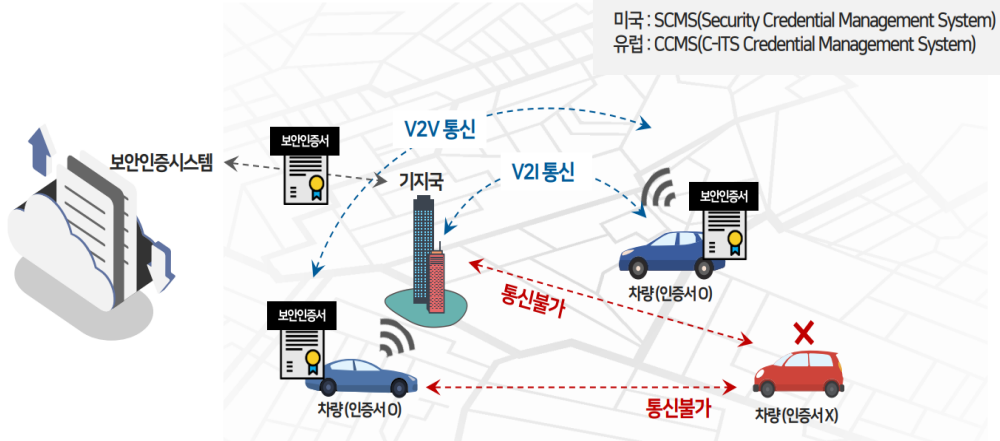 미국 : SCMS(Security Credential Management System)
유럽 : CCMS(C-ITS Credential Management System)
V2V 통신
보안인증서
보안인증시스템
기지국
V2I 통신
보안인증서
차량 (인증서 O)
통신불가
보안인증서
차량 (인증서 O)
통신불가
차량 (인증서 X)